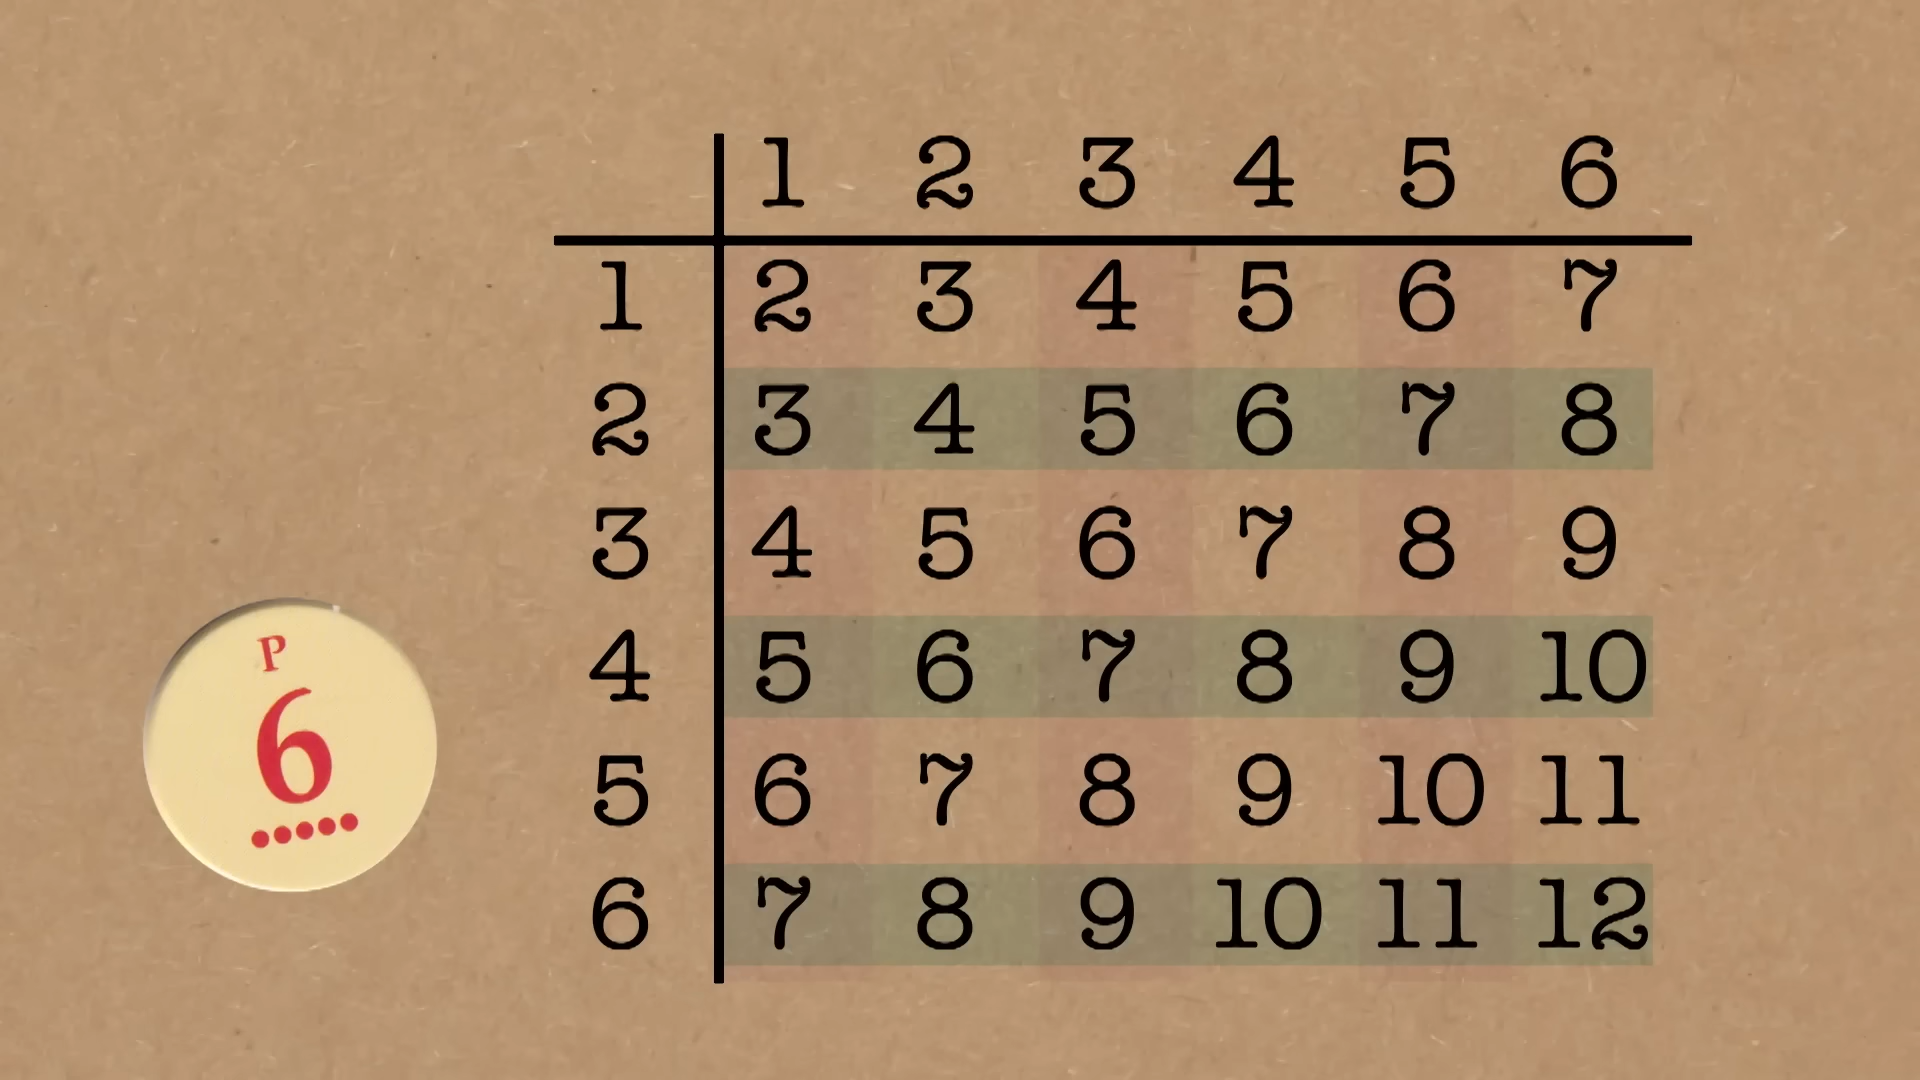 1 2 3 4 5 6
1 2 3 4 5 6 7
2 3 4 5 6 7 8
3 4 5 6 7 8 9
4 5 6 7 8 9 10
5 6 7 8 9 10 11
6 7 8 9 10 11 12
P
6